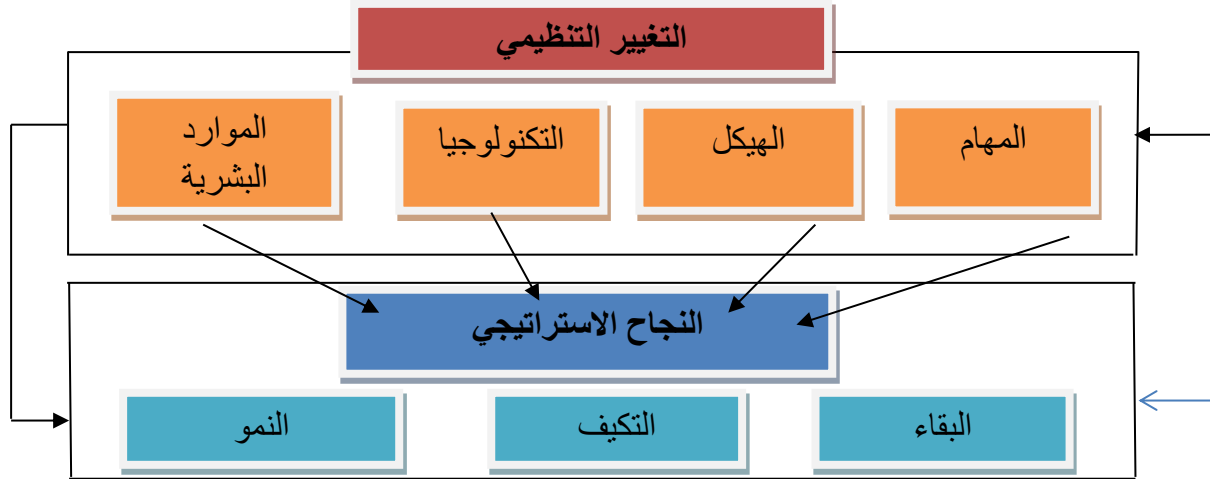 التغيير التنظيمي
المهام
الهيكل
التكنولوجيا
الموارد
البشرية
النجاح الاستراتيجي
البقاء
التكيف
النمو